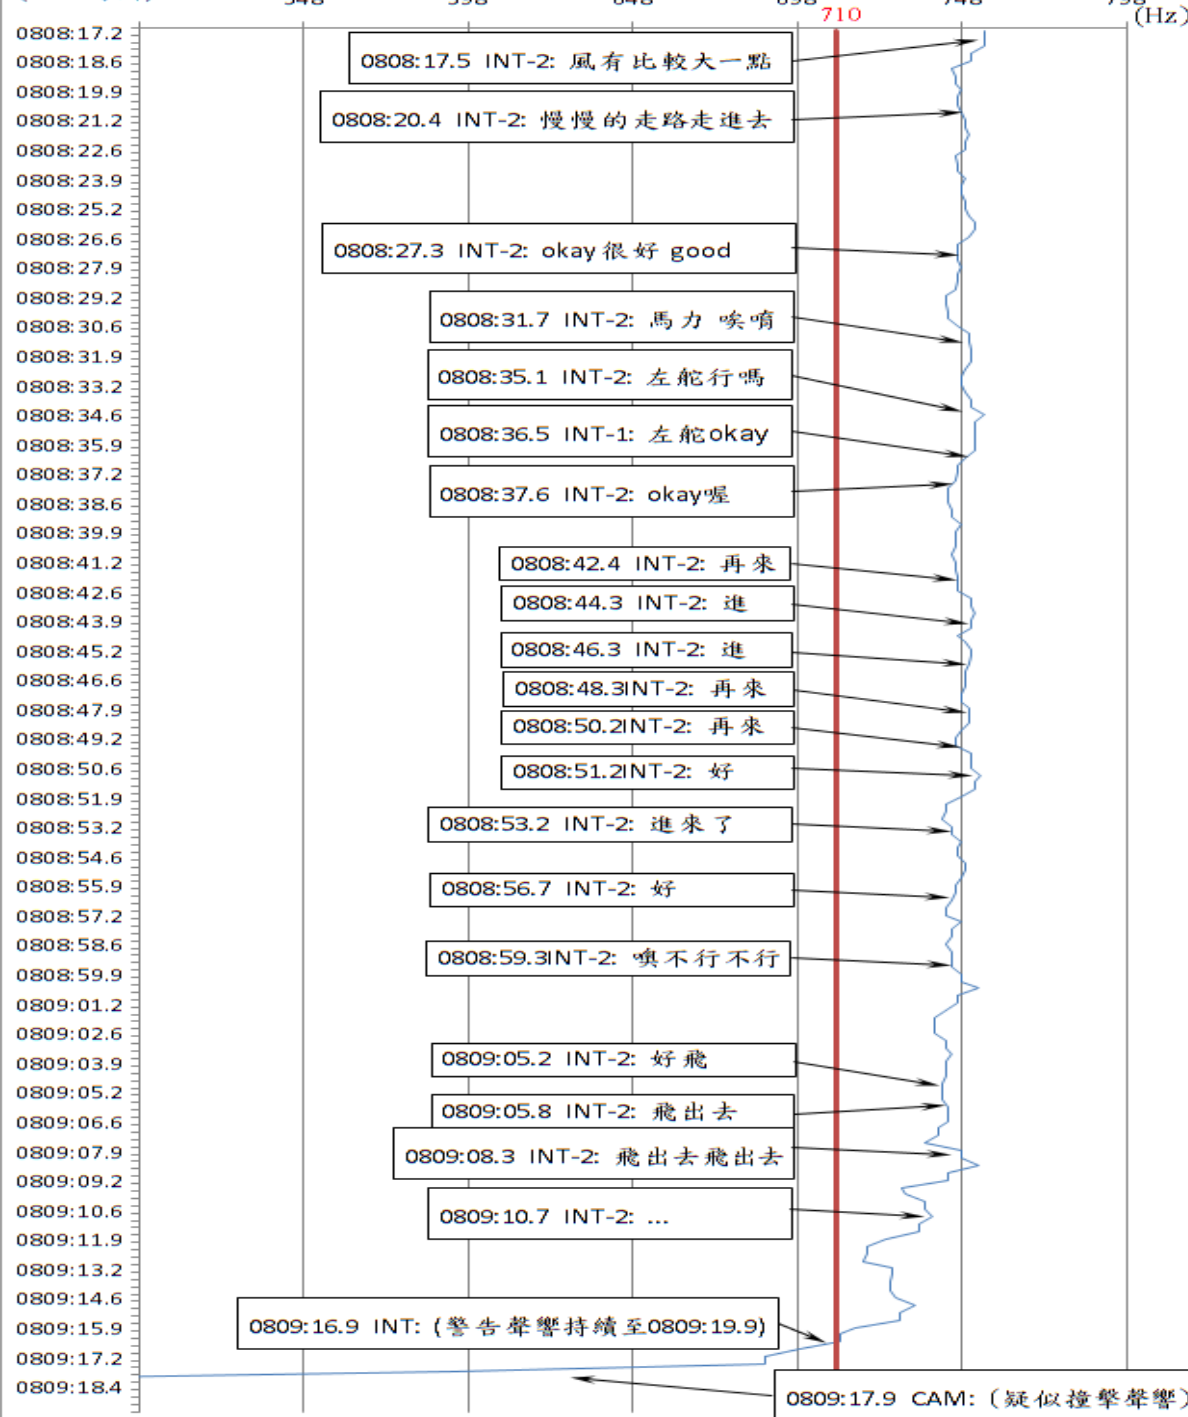 548 598 648 698 748 798
710
(Hz)
0808:17.2
0808:17.5 INT-2: 風有比較大一點
0808:18.6
0808:19.9
0808:20.4 INT-2: 慢慢的走路走進去
0808:21.2
0808:22.6
0808:23.9
0808:25.2
0808:26.6
0808:27.3 INT-2: okay很好 good
0808:27.9
0808:29.2
0808:31.7 INT-2: 馬力 唉唷
0808:30.6
0808:31.9
0808:35.1 INT-2: 左舵行嗎
0808:33.2
0808:34.6
0808:36.5 INT-1: 左舵okay
0808:35.9
0808:37.2
0808:37.6 INT-2: okay喔
0808:38.6
0808:39.9
0808:41.2
0808:42.4 INT-2: 再來
0808:42.6
0808:44.3 INT-2: 進
0808:43.9
0808:45.2
0808:46.3 INT-2: 進
0808:46.6
0808:48.3INT-2: 再來
0808:47.9
0808:50.2INT-2: 再來
0808:49.2
0808:50.6
0808:51.2INT-2: 好
0808:51.9
0808:53.2
0808:53.2 INT-2: 進來了
0808:54.6
0808:55.9
0808:56.7 INT-2: 好
0808:57.2
0808:58.6
0808:59.3INT-2: 噢不行不行
0808:59.9
0809:01.2
0809:02.6
0809:03.9
0809:05.2 INT-2: 好飛
0809:05.2
0809:05.8 INT-2: 飛出去
0809:06.6
0809:07.9
0809:08.3 INT-2: 飛出去飛出去
0809:09.2
0809:10.6
0809:10.7 INT-2: ...
0809:11.9
0809:13.2
0809:14.6
0809:15.9
0809:16.9 INT: (警告聲響持續至0809:19.9)
0809:17.2
0809:18.4
0809:17.9 CAM: (疑似撞擊聲響)